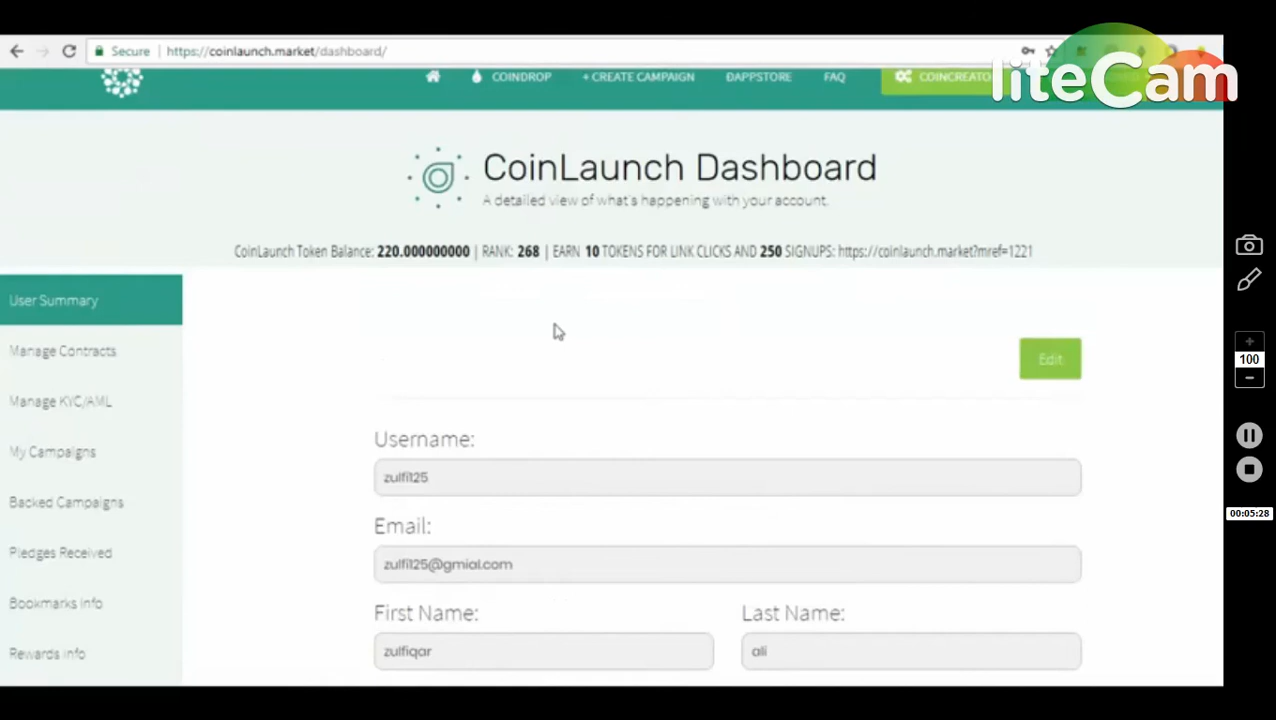 Secure | https://coinlaunch.market/dashboard/
liteCam
COINDROP + CREATE CAMPAIGN ĐAPPSTORE FAQ COINCREATO
CoinLaunch Dashboard
A detailed view of what's happening with your account.
CoinLaunch Token Balance: 220.000000000 | RANK: 268 | EARN 10 TOKENS FOR LINK CLICKS AND 250 SIGNUPS: https://coinlaunch.market?mref=1221
User Summary
Manage Contracts
Manage KYC/AML
My Campaigns
Backed Campaigns
Pledges Received
Bookmarks Info
Rewards Info
Edit
Username:
zulfi125
Email:
zulfi125@gmial.com
First Name: Last Name:
zulfiqar ali
+
100
−
00:05:28